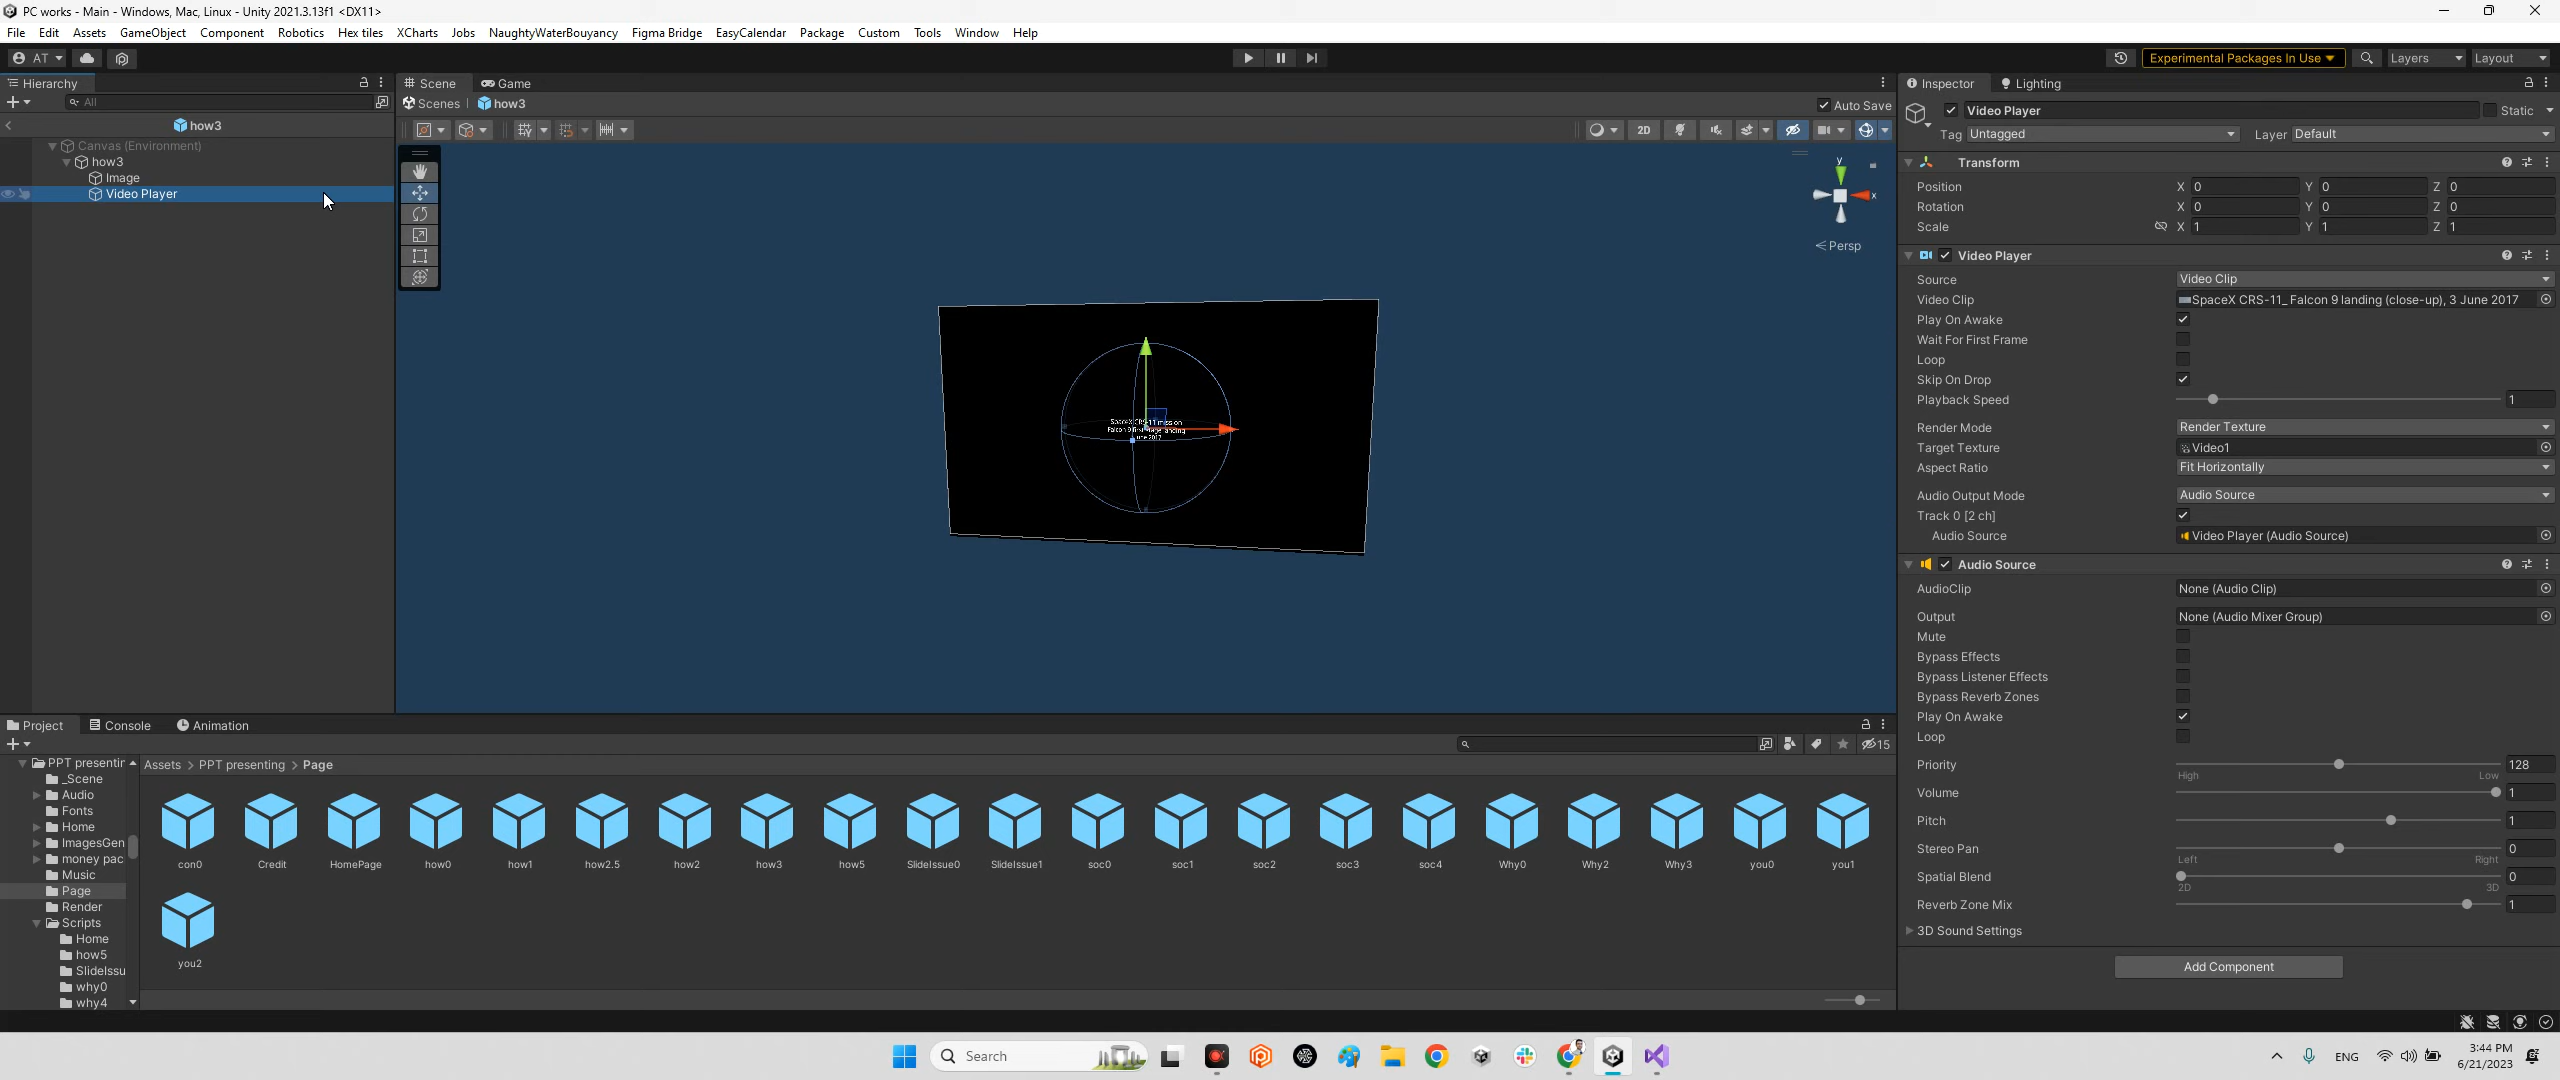 PC works - Main - Windows, Mac, Linux - Unity 2021.3.13f1 <DX11>
File Edit Assets GameObject Component Robotics Hex tiles XCharts Jobs NaughtyWaterBouyancy Figma Bridge EasyCalendar Package Custom Tools Window Help
AT Experimental Packages In Use Layers Layout
Hierarchy
All
how3
Canvas (Environment)
how3
Image
Video Player
Scene Game
Scenes how3 Auto Save
2D
y
x
Persp
SpaceX CRS-11 mission
Falcon 9 first stage landing
June 2017
Inspector Lighting
Video Player Static
Tag Untagged Layer Default
Transform
Position X 0 Y 0 Z 0
Rotation X 0 Y 0 Z 0
Scale X 1 Y 1 Z 1
Video Player
Source Video Clip
Video Clip SpaceX CRS-11_ Falcon 9 landing (close-up), 3 June 2017
Play On Awake
Wait For First Frame
Loop
Skip On Drop
Playback Speed 1
Render Mode Render Texture
Target Texture Video1
Aspect Ratio Fit Horizontally
Audio Output Mode Audio Source
Track 0 [2 ch]
Audio Source Video Player (Audio Source)
Audio Source
AudioClip None (Audio Clip)
Output None (Audio Mixer Group)
Mute
Bypass Effects
Bypass Listener Effects
Bypass Reverb Zones
Play On Awake
Loop
Priority 128
High Low
Volume 1
Pitch 1
Stereo Pan 0
Left Right
Spatial Blend 0
2D 3D
Reverb Zone Mix 1
3D Sound Settings
Add Component
Project Console Animation
15
PPT presentin
_Scene
Audio
Fonts
Home
ImagesGen
money pac
Music
Page
Render
Scripts
Home
how5
SlideIssu
why0
why4
Assets > PPT presenting > Page
con0 Credit HomePage how0 how1 how2.5 how2 how3 how5 SlideIssue0 SlideIssue1 soc0 soc1 soc2 soc3 soc4 Why0 Why2 Why3 you0 you1
you2
Search
ENG
3:44 PM
6/21/2023